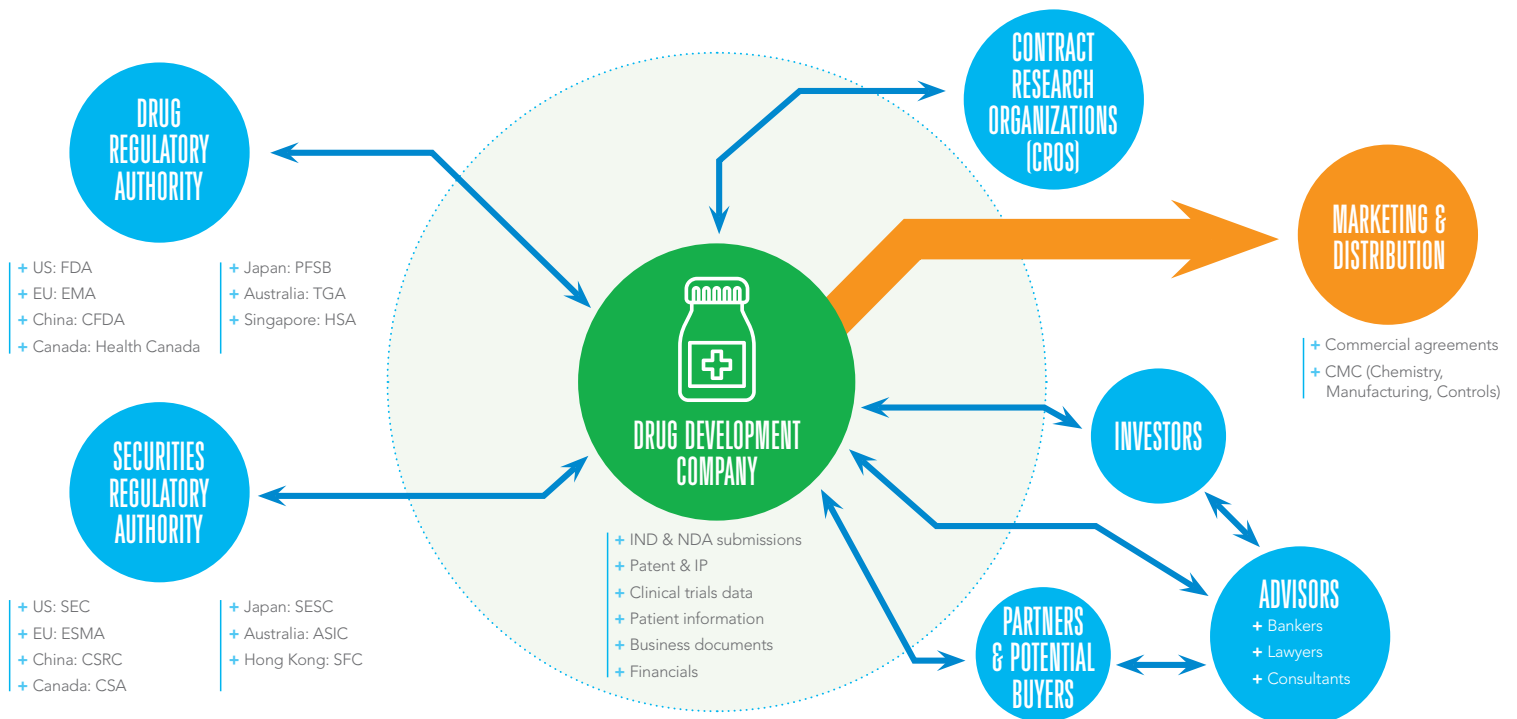 DRUG
REGULATORY
AUTHORITY
+ US: FDA
+ EU: EMA
+ China: CFDA
+ Canada: Health Canada
+ Japan: PFSB
+ Australia: TGA
+ Singapore: HSA
SECURITIES
REGULATORY
AUTHORITY
+ US: SEC
+ EU: ESMA
+ China: CSRC
+ Canada: CSA
+ Japan: SESC
+ Australia: ASIC
+ Hong Kong: SFC
DRUG DEVELOPMENT
COMPANY
+ IND & NDA submissions
+ Patent & IP
+ Clinical trials data
+ Patient information
+ Business documents
+ Financials
CONTRACT
RESEARCH
ORGANIZATIONS
(CROS)
MARKETING &
DISTRIBUTION
+ Commercial agreements
+ CMC (Chemistry,
Manufacturing, Controls)
INVESTORS
ADVISORS
+ Bankers
+ Lawyers
+ Consultants
PARTNERS
& POTENTIAL
BUYERS